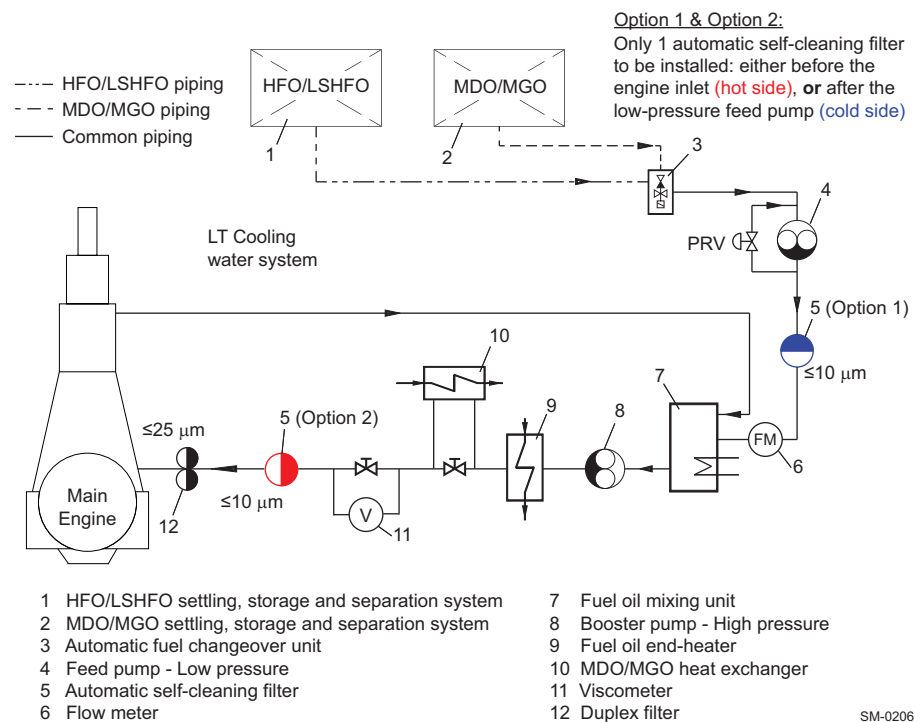 Option 1 & Option 2:
Only 1 automatic self-cleaning filter
to be installed: either before the
engine inlet (hot side), or after the
low-pressure feed pump (cold side)
HFO/LSHFO piping
MDO/MGO piping
Common piping
HFO/LSHFO
MDO/MGO
1
2
3
4
PRV
LT Cooling
water system
5 (Option 1)
≤10 μm
10
7
FM
6
9
8
5 (Option 2)
≤25 μm
≤10 μm
12
V
11
Main
Engine
1 HFO/LSHFO settling, storage and separation system
2 MDO/MGO settling, storage and separation system
3 Automatic fuel changeover unit
4 Feed pump - Low pressure
5 Automatic self-cleaning filter
6 Flow meter
7 Fuel oil mixing unit
8 Booster pump - High pressure
9 Fuel oil end-heater
10 MDO/MGO heat exchanger
11 Viscometer
12 Duplex filter
SM-0206